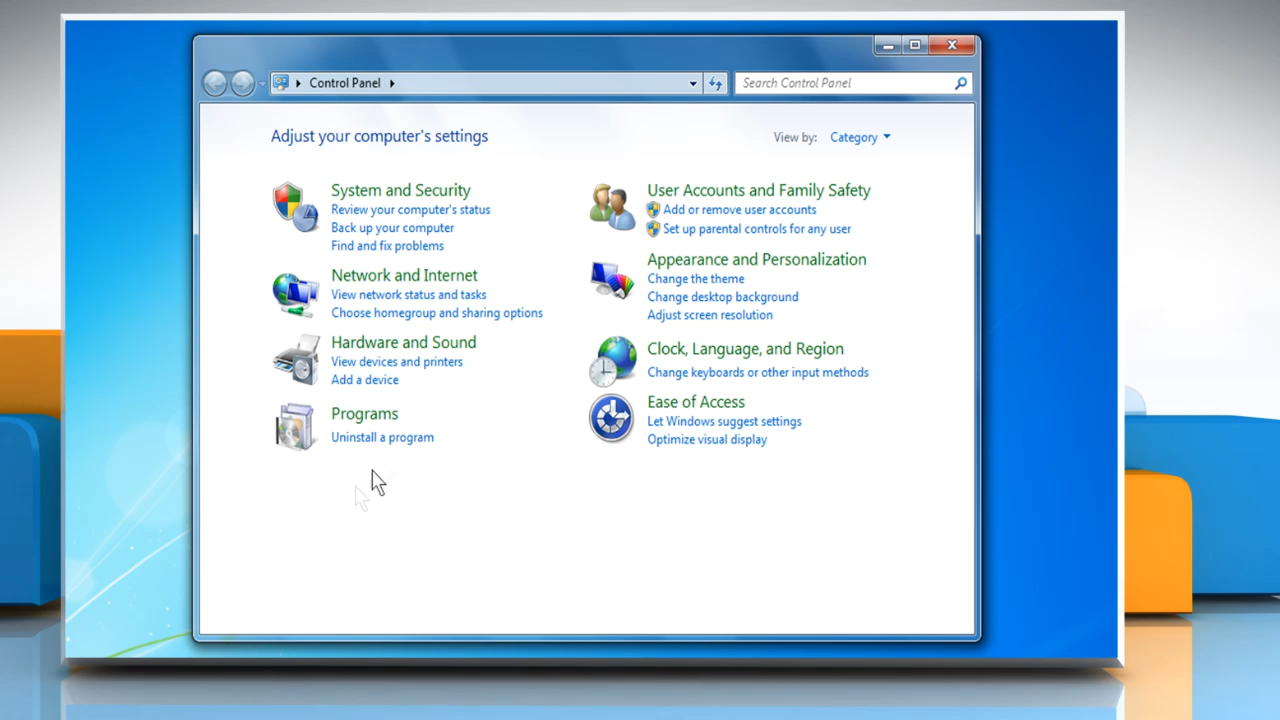 Control Panel
Search Control Panel
Adjust your computer's settings
View by: Category
System and Security
Review your computer's status
Back up your computer
Find and fix problems
Network and Internet
View network status and tasks
Choose homegroup and sharing options
Hardware and Sound
View devices and printers
Add a device
Programs
Uninstall a program
User Accounts and Family Safety
Add or remove user accounts
Set up parental controls for any user
Appearance and Personalization
Change the theme
Change desktop background
Adjust screen resolution
Clock, Language, and Region
Change keyboards or other input methods
Ease of Access
Let Windows suggest settings
Optimize visual display